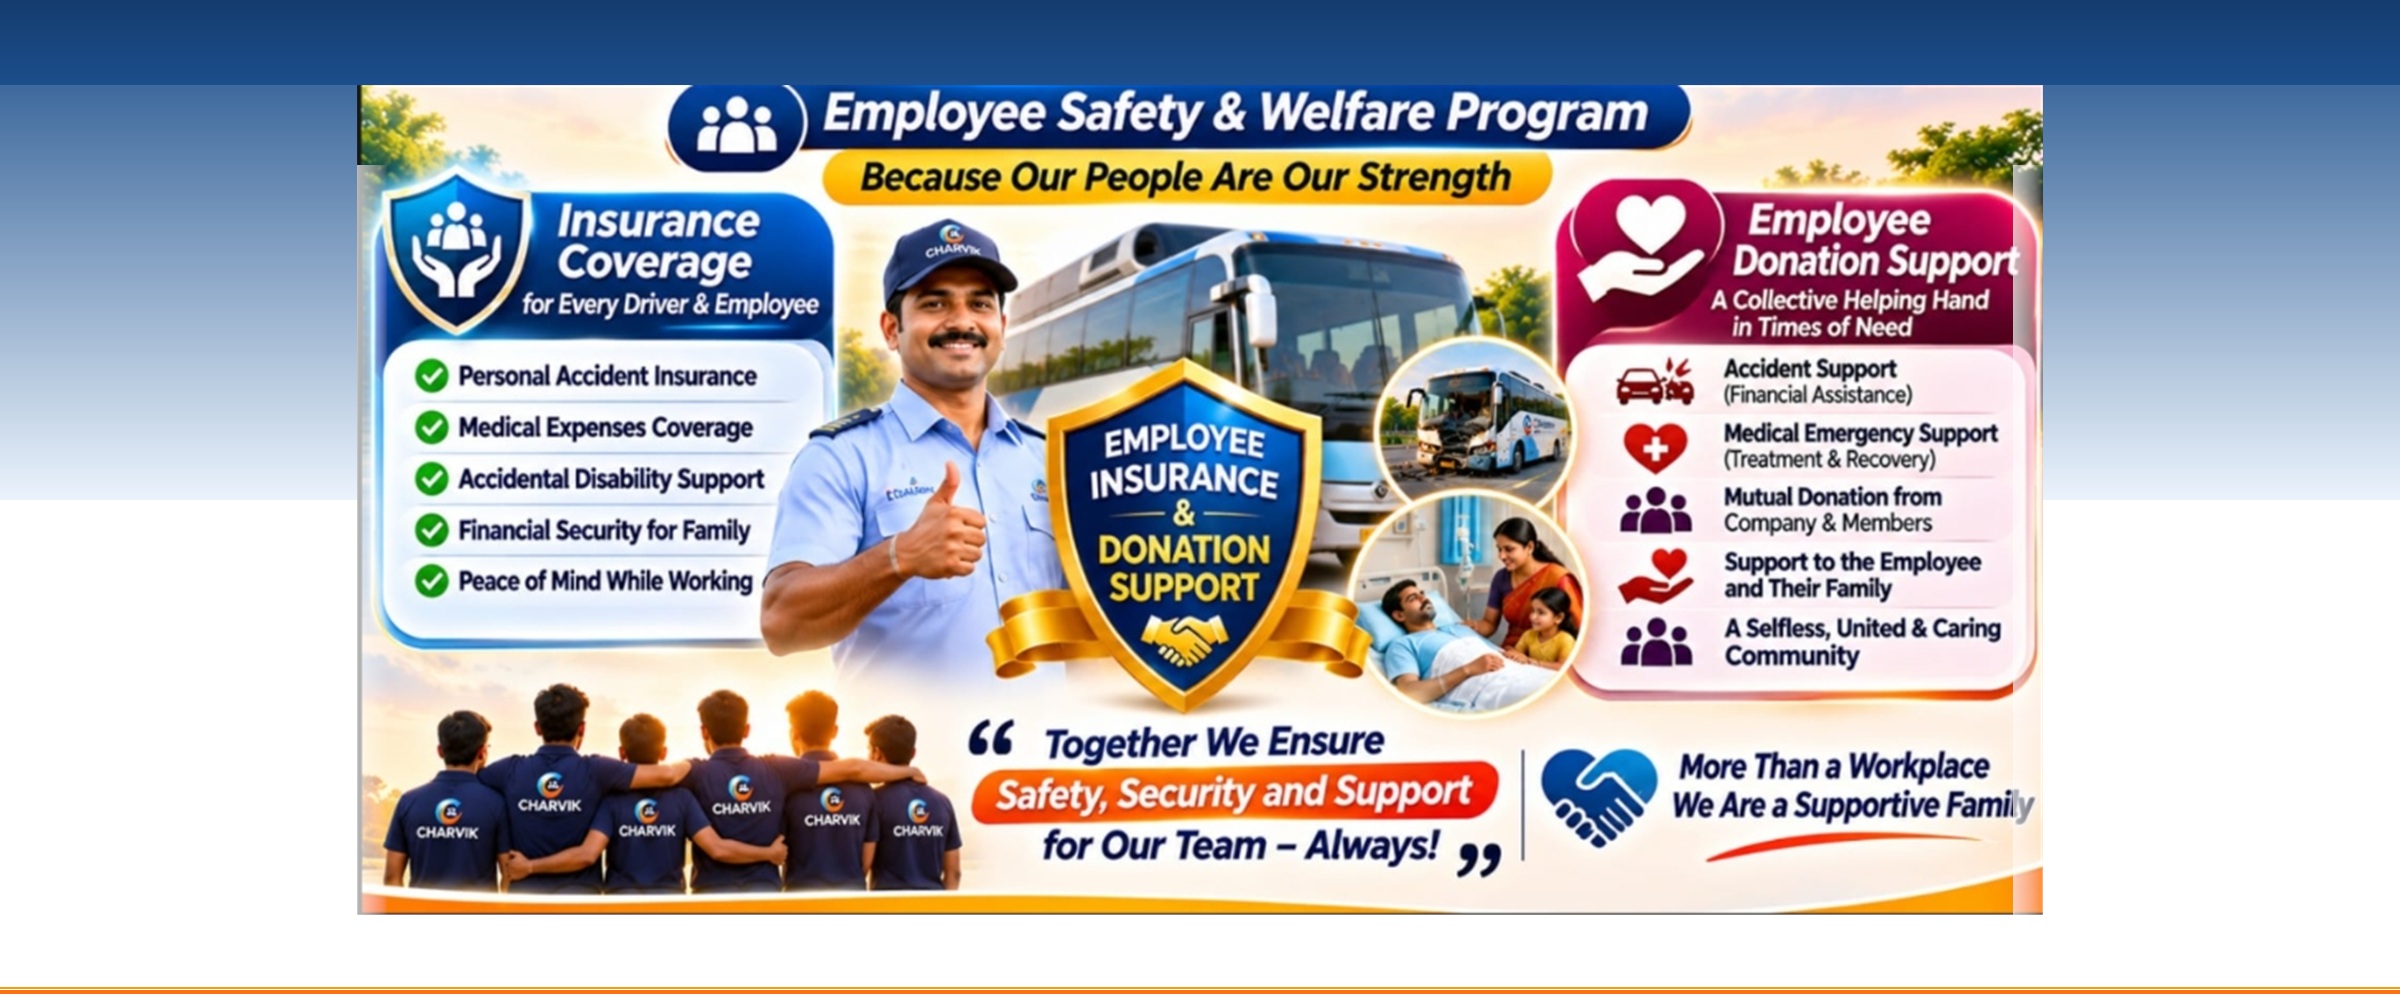 Employee Safety & Welfare Program
Because Our People Are Our Strength
Insurance
Coverage
for Every Driver & Employee
Personal Accident Insurance
Medical Expenses Coverage
Accidental Disability Support
Financial Security for Family
Peace of Mind While Working
CHARVIK
EMPLOYEE
INSURANCE
&
DONATION
SUPPORT
Employee
Donation Support
A Collective Helping Hand
in Times of Need
Accident Support
(Financial Assistance)
Medical Emergency Support
(Treatment & Recovery)
Mutual Donation from
Company & Members
Support to the Employee
and Their Family
A Selfless, United & Caring
Community
CHARVIK
CHARVIK
CHARVIK
CHARVIK
CHARVIK
CHARVIK
“ Together We Ensure
Safety, Security and Support
for Our Team – Always! ”
More Than a Workplace
We Are a Supportive Family